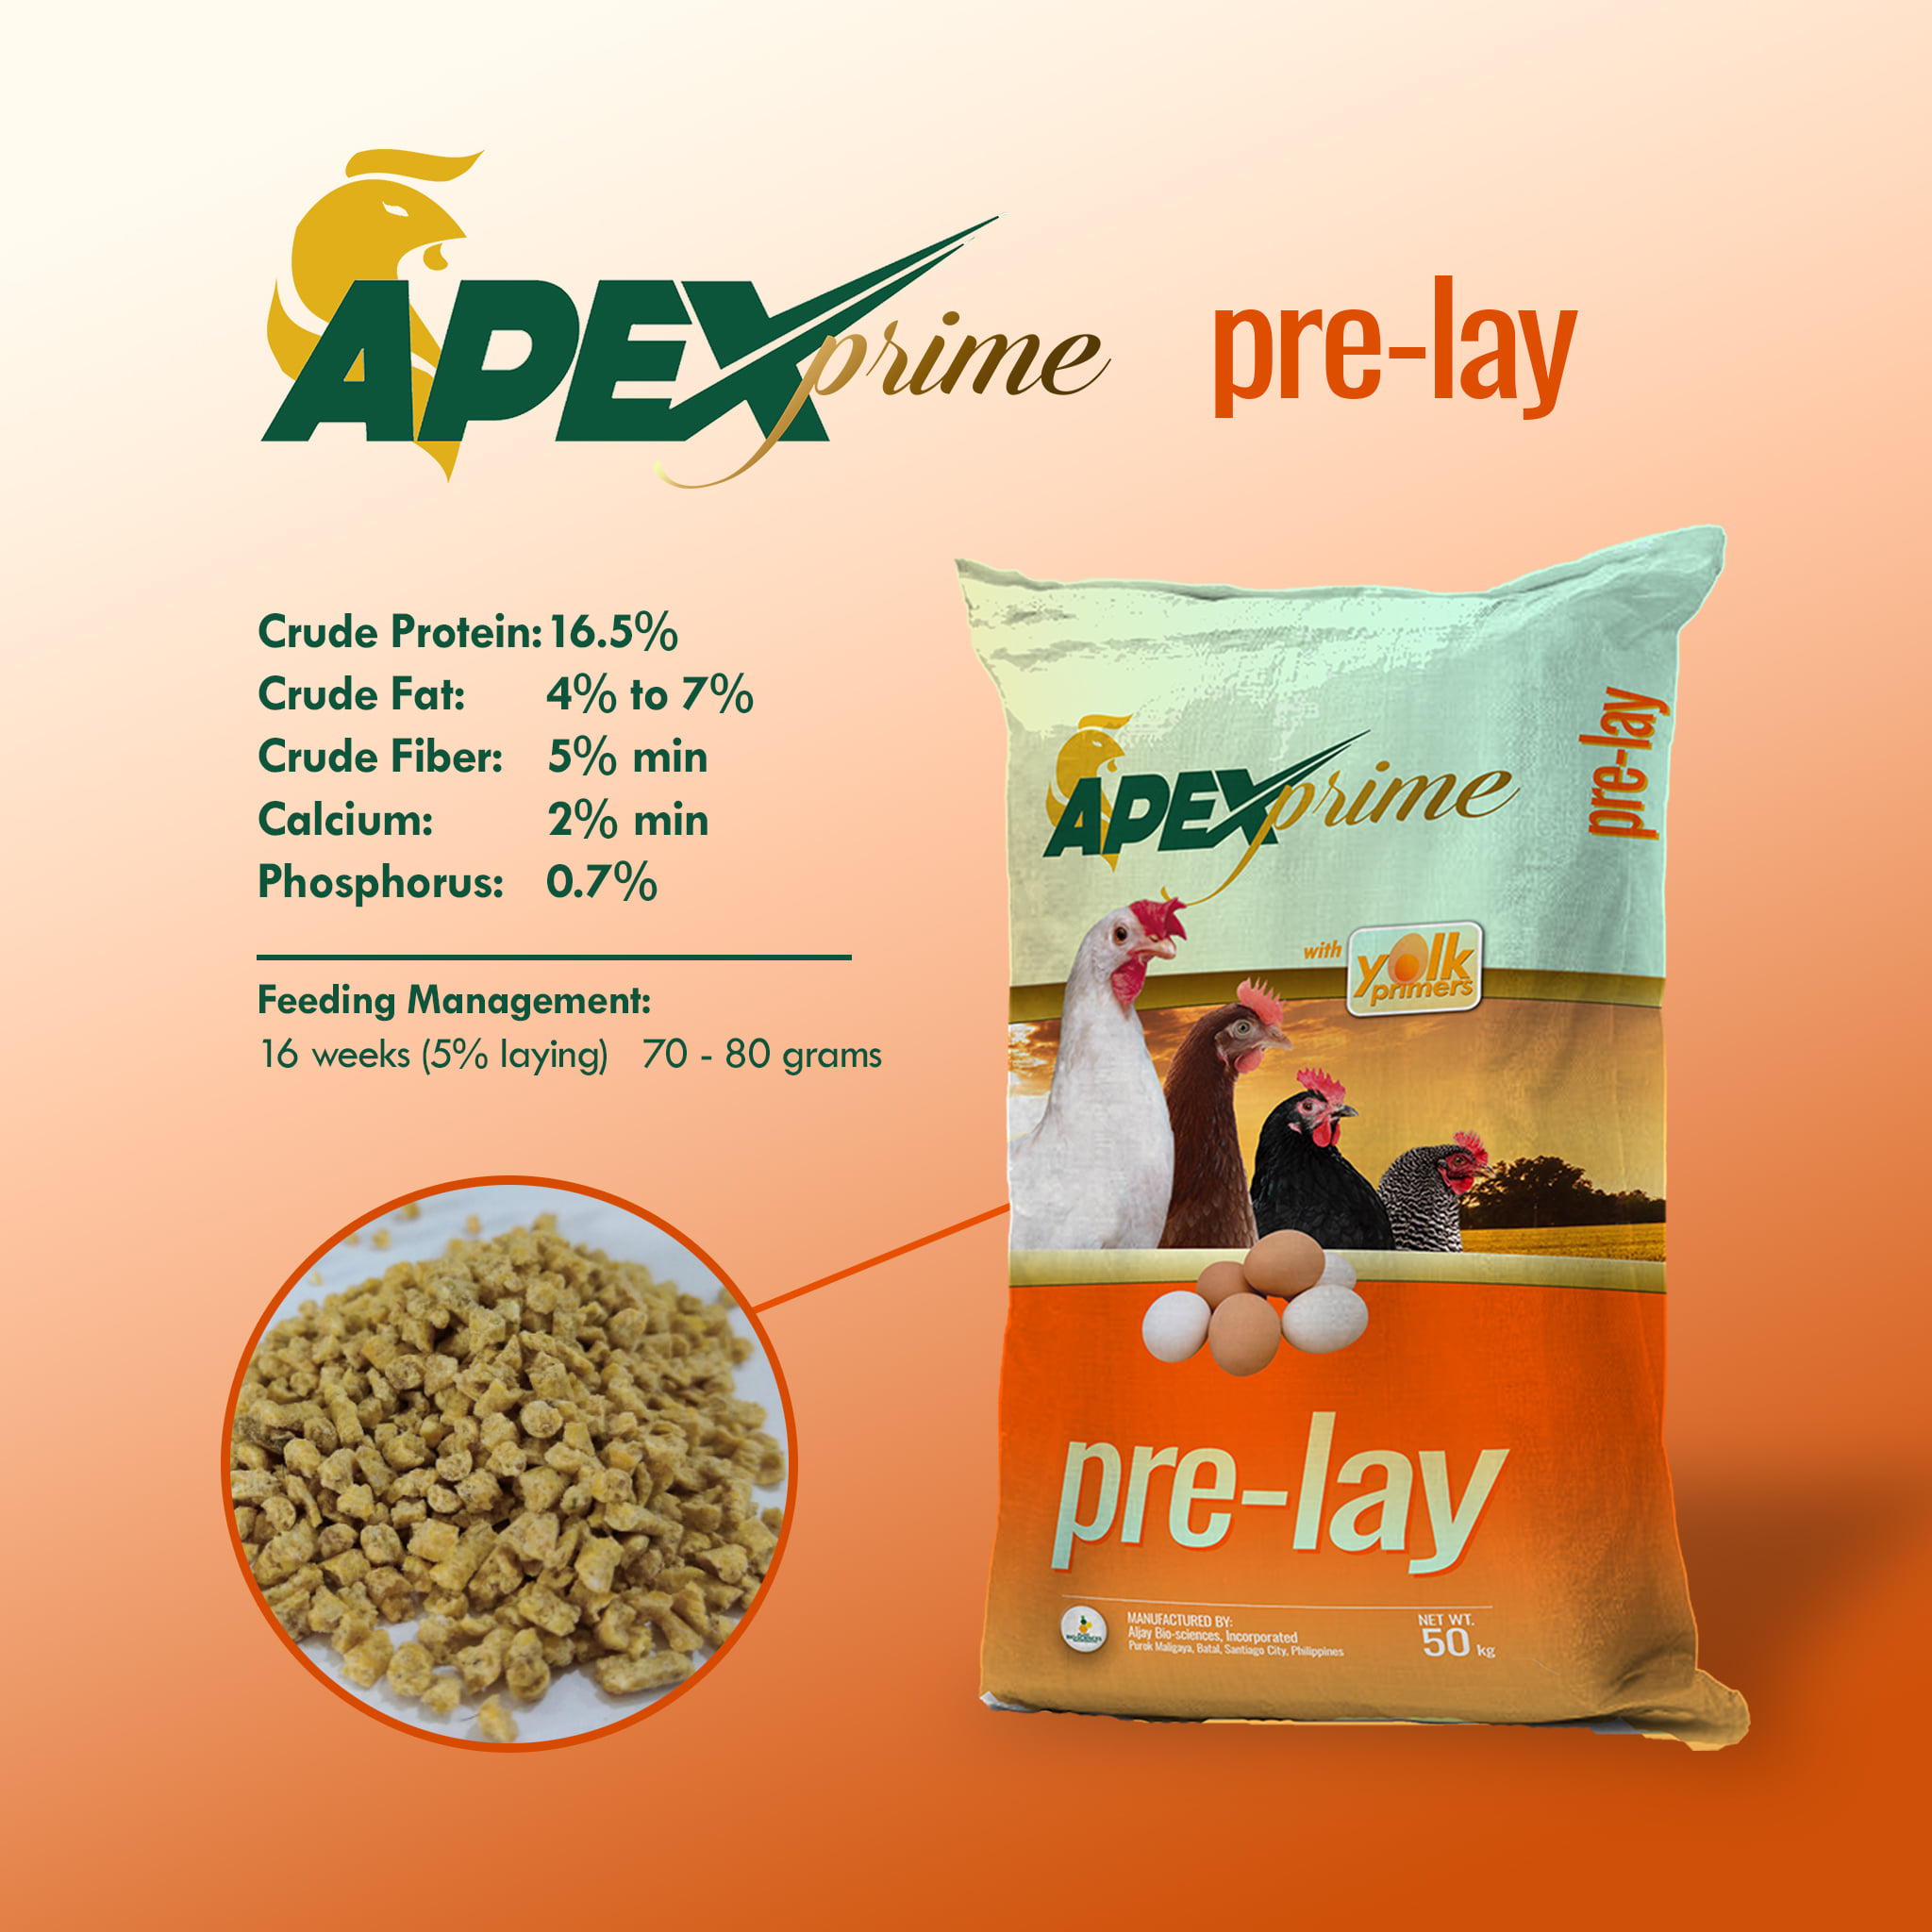 APEX prime pre-lay
Crude Protein: 16.5%
Crude Fat: 4% to 7%
Crude Fiber: 5% min
Calcium: 2% min
Phosphorus: 0.7%
Feeding Management:
16 weeks (5% laying) 70 - 80 grams
pre-lay
APEX prime
with yolk
primers
pre-lay
MANUFACTURED BY:
Aljay Bio-sciences, Incorporated
Purok Maligaya, Batal, Santiago City, Philippines
NET WT.
50 kg